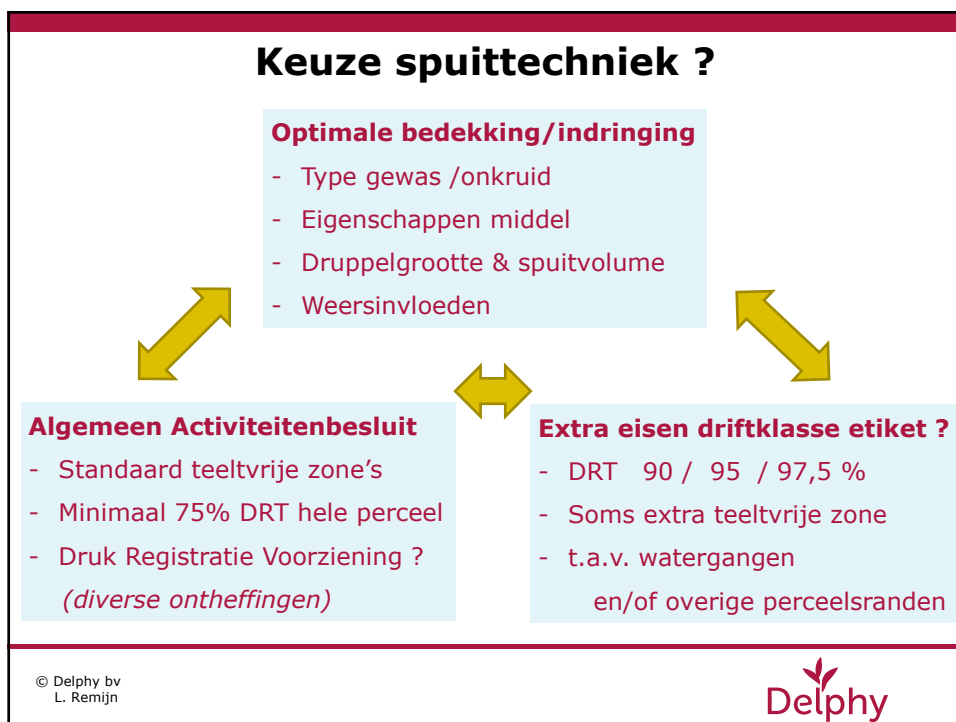 Keuze spuittechniek ?
Optimale bedekking/indringing
- Type gewas /onkruid
- Eigenschappen middel
- Druppelgrootte & spuitvolume
- Weersinvloeden
Algemeen Activiteitenbesluit
- Standaard teeltvrije zone's
- Minimaal 75% DRT hele perceel
- Druk Registratie Voorziening ?
(diverse ontheffingen)
Extra eisen driftklasse etiket ?
- DRT 90 / 95 / 97,5 %
- Soms extra teeltvrije zone
- t.a.v. watergangen
en/of overige perceelsranden
© Delphy bv
L. Remijn
Delphy